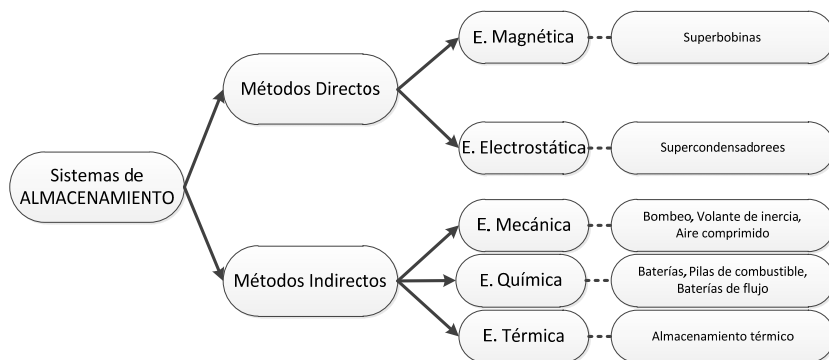 E. Magnética
Superbobinas
Métodos Directos
E. Electrostática
Supercondensadorees
Sistemas de
ALMACENAMIENTO
E. Mecánica
Bombeo, Volante de inercia,
Aire comprimido
Métodos Indirectos
E. Química
Baterías, Pilas de combustible,
Baterías de flujo
E. Térmica
Almacenamiento térmico